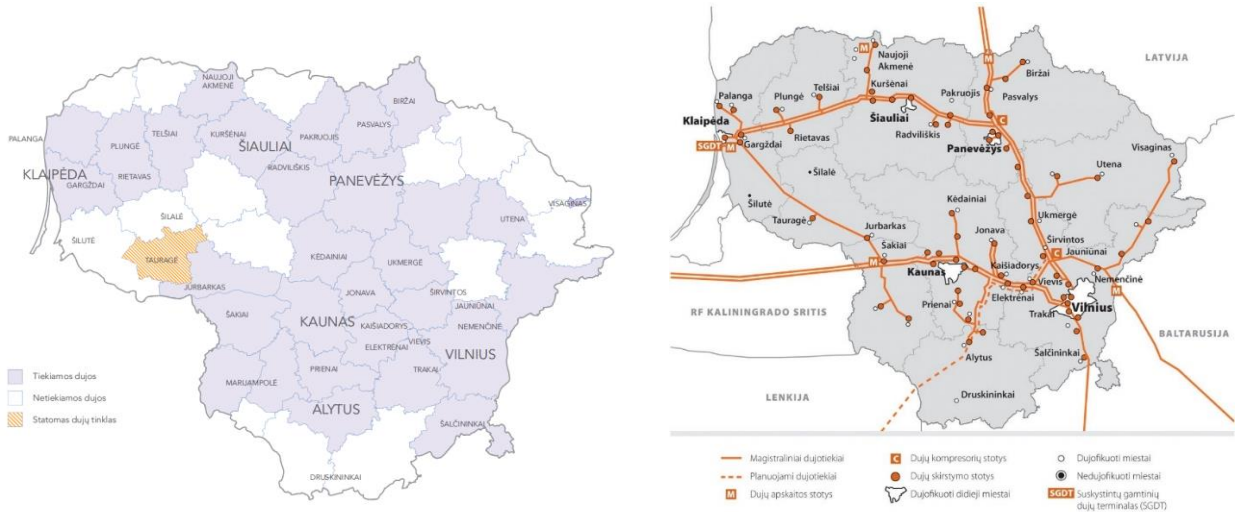 NAUJOJI
AKMENĖ
BIRŽAI
PASVALYS
PALANGA
TELŠIAI
KURŠĖNAI
PAKRUOJIS
PLUNGĖ
ŠIAULIAI
KLAIPĖDA
RIETAVAS
RADVILIŠKIS
GARGŽDAI
PANEVĖŽYS
UTENA
VISAGINAS
ŠILALĖ
ŠILUTĖ
TAURAGĖ
KĖDAINIAI
UKMERGĖ
JURBARKAS
JONAVA
ŠIRVINTOS
ŠAKIAI
KAUNAS
JAUNIŪNAI
KAIŠIADORYS
NEMENČINĖ
VIEVIS
ELEKTRĖNAI
VILNIUS
PRIENAI
TRAKAI
MARIJAMPOLĖ
ALYTUS
ŠALČININKAI
DRUSKININKAI
Tiekiamos dujos
Netiekiamos dujos
Statomas dujų tinklas
M
Naujoji
Akmenė
M
LATVIJA
Biržai
Palanga
Plungė
Telšiai
Kuršėnai
Pakruojis
Pasvalys
Klaipėda
Šiauliai
C
SGDT
M
Gargždai
Rietavas
Radviliškis
Panevėžys
Visaginas
Šilalė
Utena
Šilutė
Kėdainiai
Tauragė
Ukmergė
Jurbarkas
Jonava
Širvintos
Šakiai
C
Jauniūnai
M
Kaunas
Kaišiadorys
Nemenčinė
Vievis
M
Elektrėnai
Prienai
Vilnius
RF KALININGRADO SRITIS
Trakai
BALTARUSIJA
Alytus
Šalčininkai
LENKIJA
Druskininkai
Magistraliniai dujotiekiai
Planuojami dujotiekiai
M Dujų apskaitos stotys
C Dujų kompresorių stotys
Dujų skirstymo stotys
Dujofikuoti didieji miestai
Dujofikuoti miestai
Nedujofikuoti miestai
SGDT Suskystintų gamtinių
dujų terminalas (SGDT)